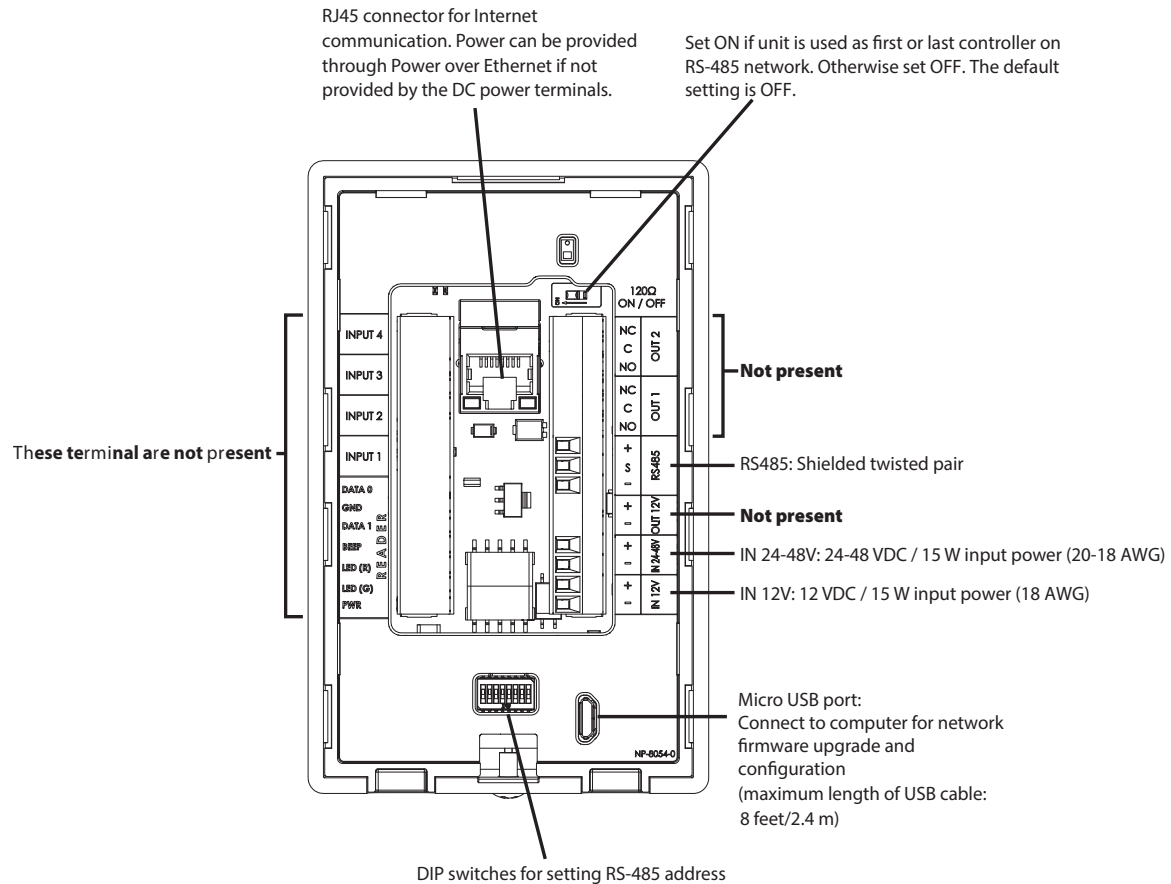 RJ45 connector for Internet
communication. Power can be provided
through Power over Ethernet if not
provided by the DC power terminals.
Set ON if unit is used as first or last controller on
RS-485 network. Otherwise set OFF. The default
setting is OFF.
ON
120Ω
ON / OFF
INPUT 4
INPUT 3
INPUT 2
INPUT 1
DATA 0
GND
DATA 1
BEEP
LED (R)
LED (G)
PWR
READER
These terminal are not present
NC
C
NO
OUT 2
NC
C
NO
OUT 1
Not present
+
S
-
RS485
RS485: Shielded twisted pair
+
-
OUT 12V
Not present
+
-
IN 24-48V
IN 24-48V: 24-48 VDC / 15 W input power (20-18 AWG)
+
-
IN 12V
IN 12V: 12 VDC / 15 W input power (18 AWG)
Micro USB port:
Connect to computer for network
firmware upgrade and
configuration
(maximum length of USB cable:
8 feet/2.4 m)
NP-8054-0
DIP switches for setting RS-485 address